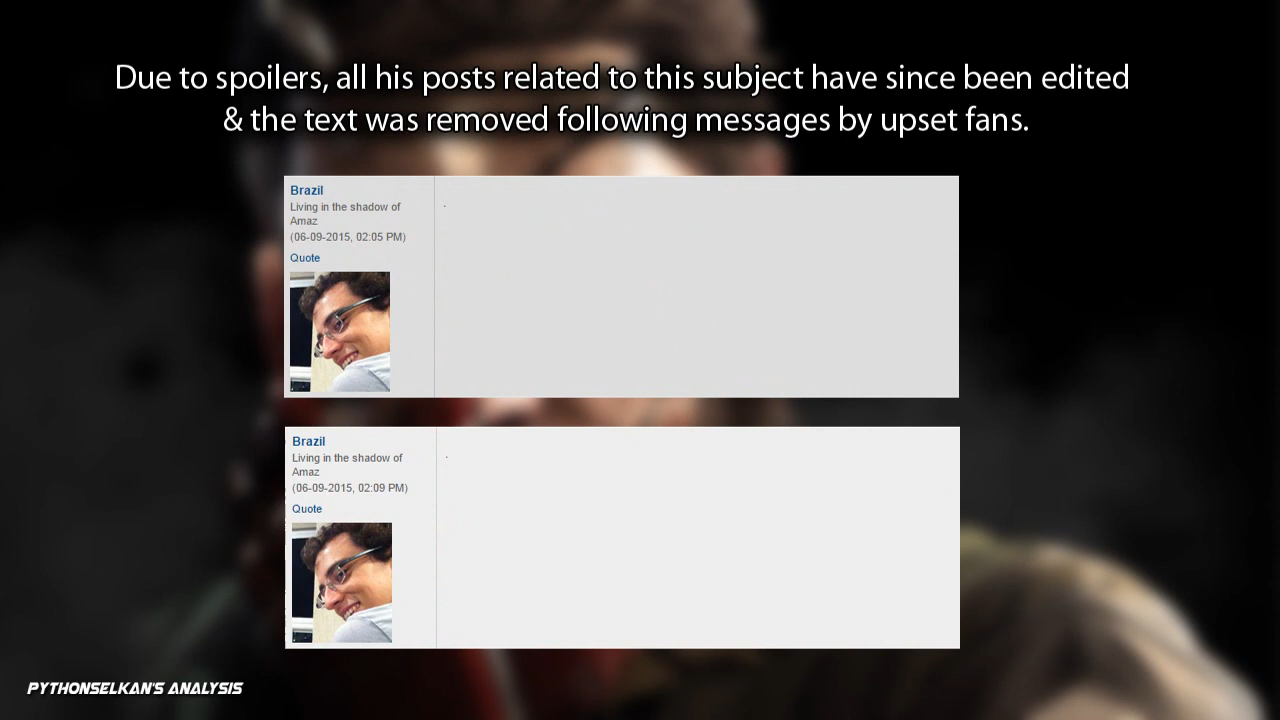 Due to spoilers, all his posts related to this subject have since been edited
& the text was removed following messages by upset fans.
Brazil
Living in the shadow of
Amaz
(06-09-2015, 02:05 PM)
Quote
.
Brazil
Living in the shadow of
Amaz
(06-09-2015, 02:09 PM)
Quote
.
PYTHONSELKAN'S ANALYSIS